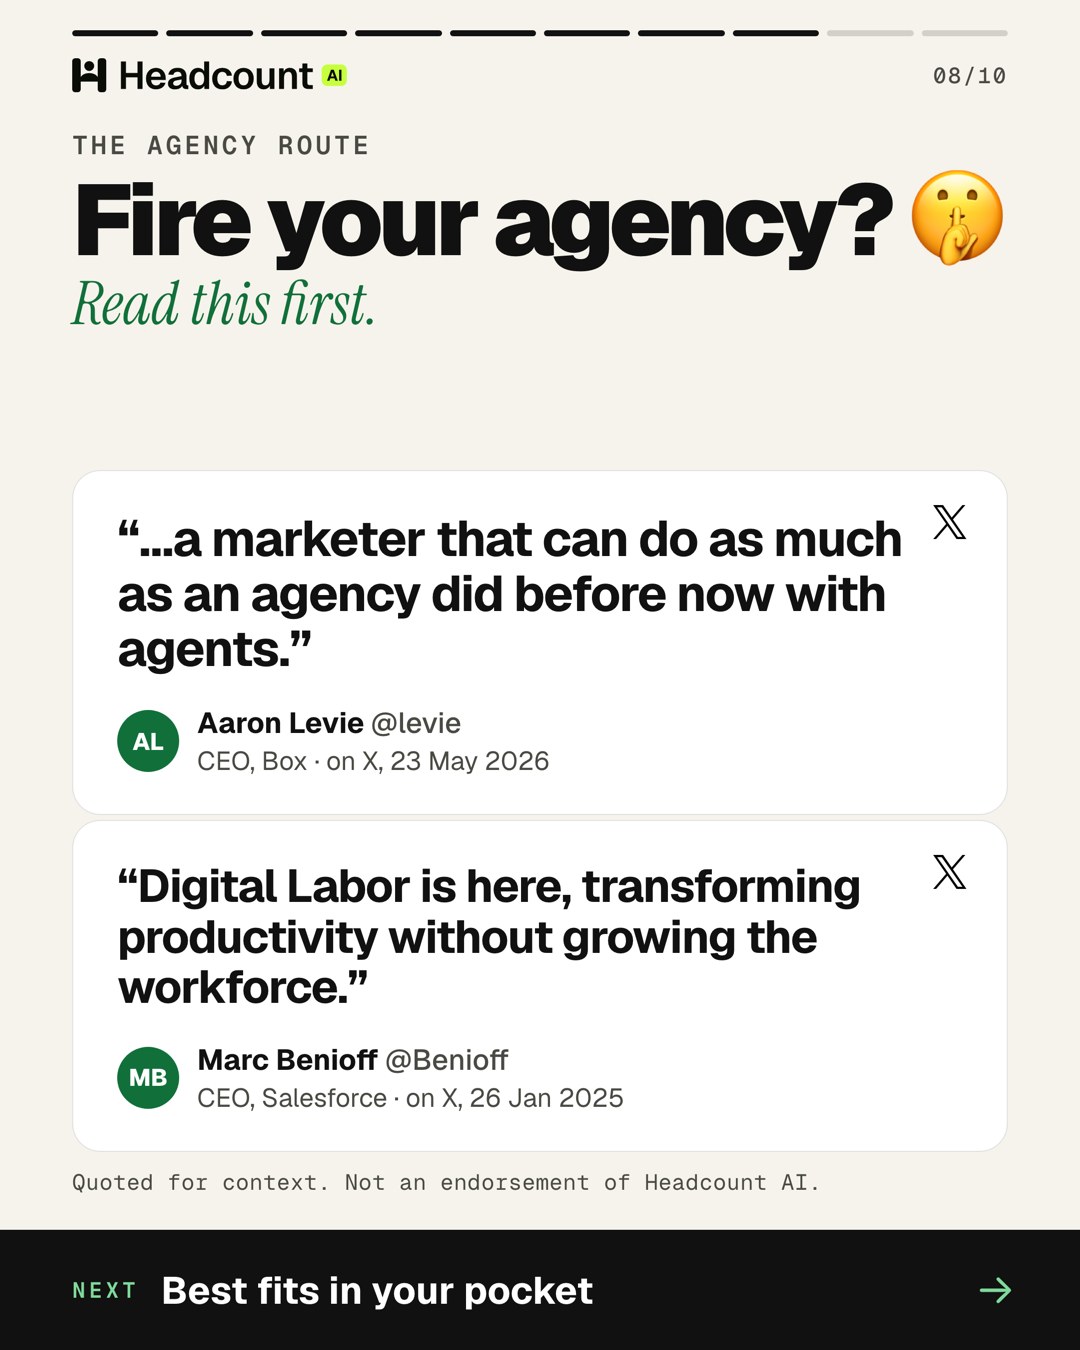 Headcount AI
08/10
THE AGENCY ROUTE
Fire your agency? 🤫
Read this first.
“...a marketer that can do as much
as an agency did before now with
agents.”
AL
Aaron Levie @levie
CEO, Box · on X, 23 May 2026
“Digital Labor is here, transforming
productivity without growing the
workforce.”
MB
Marc Benioff @Benioff
CEO, Salesforce · on X, 26 Jan 2025
Quoted for context. Not an endorsement of Headcount AI.
NEXT Best fits in your pocket →